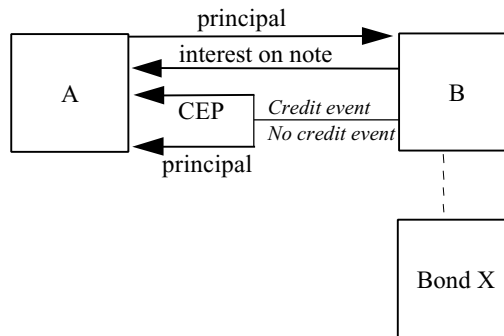 principal
interest on note
A
B
CEP
Credit event
No credit event
principal
Bond X